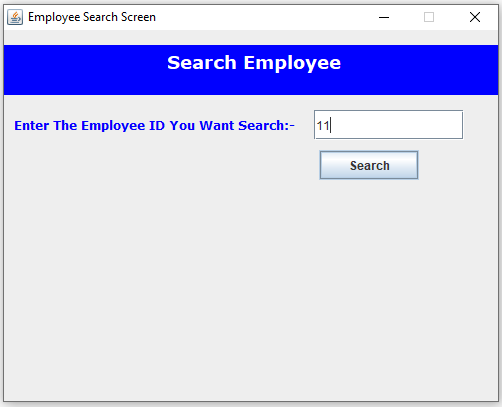 Employee Search Screen
Search Employee
Enter The Employee ID You Want Search:-
11
Search